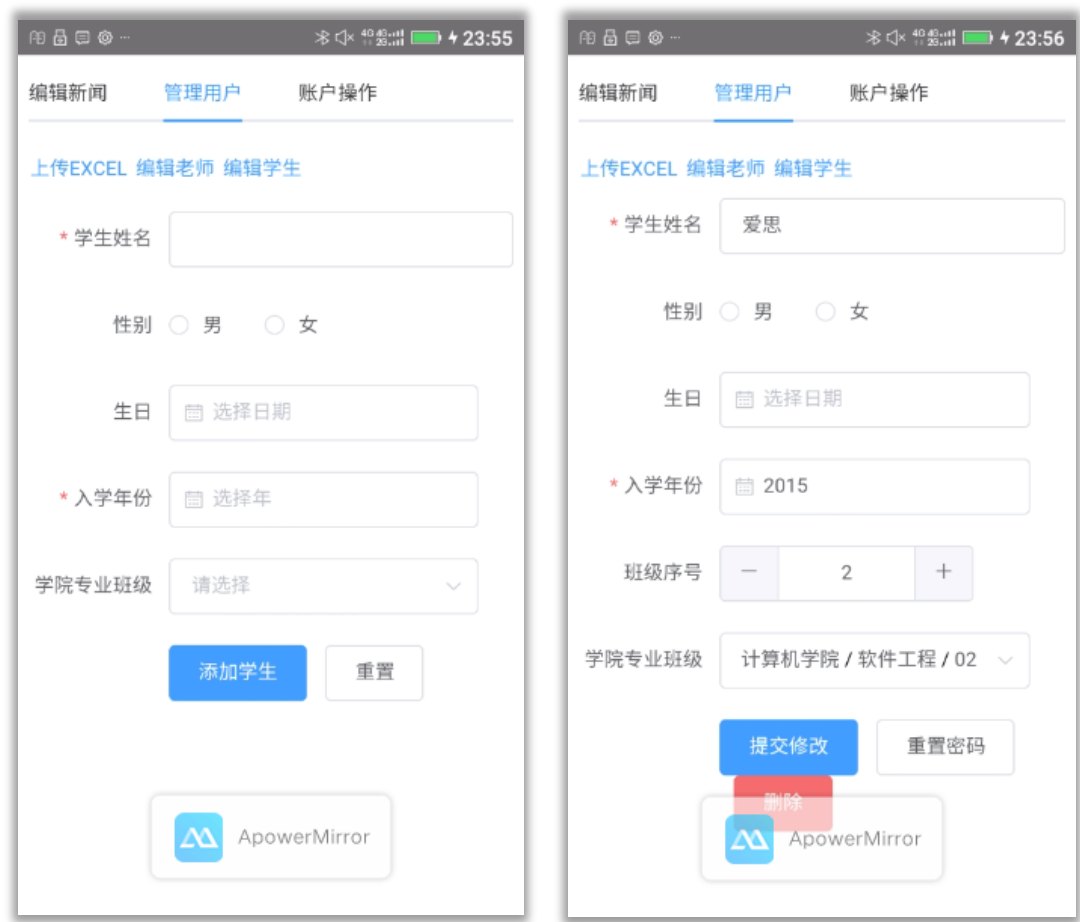 23:55
编辑新闻 管理用户 账户操作
上传EXCEL 编辑老师 编辑学生
* 学生姓名
性别 男 女
生日 选择日期
* 入学年份 选择年
学院专业班级 请选择
添加学生 重置
ApowerMirror
23:56
编辑新闻 管理用户 账户操作
上传EXCEL 编辑老师 编辑学生
* 学生姓名 爱思
性别 男 女
生日 选择日期
* 入学年份 2015
班级序号 − 2 +
学院专业班级 计算机学院 / 软件工程 / 02
提交修改 重置密码
删除
ApowerMirror